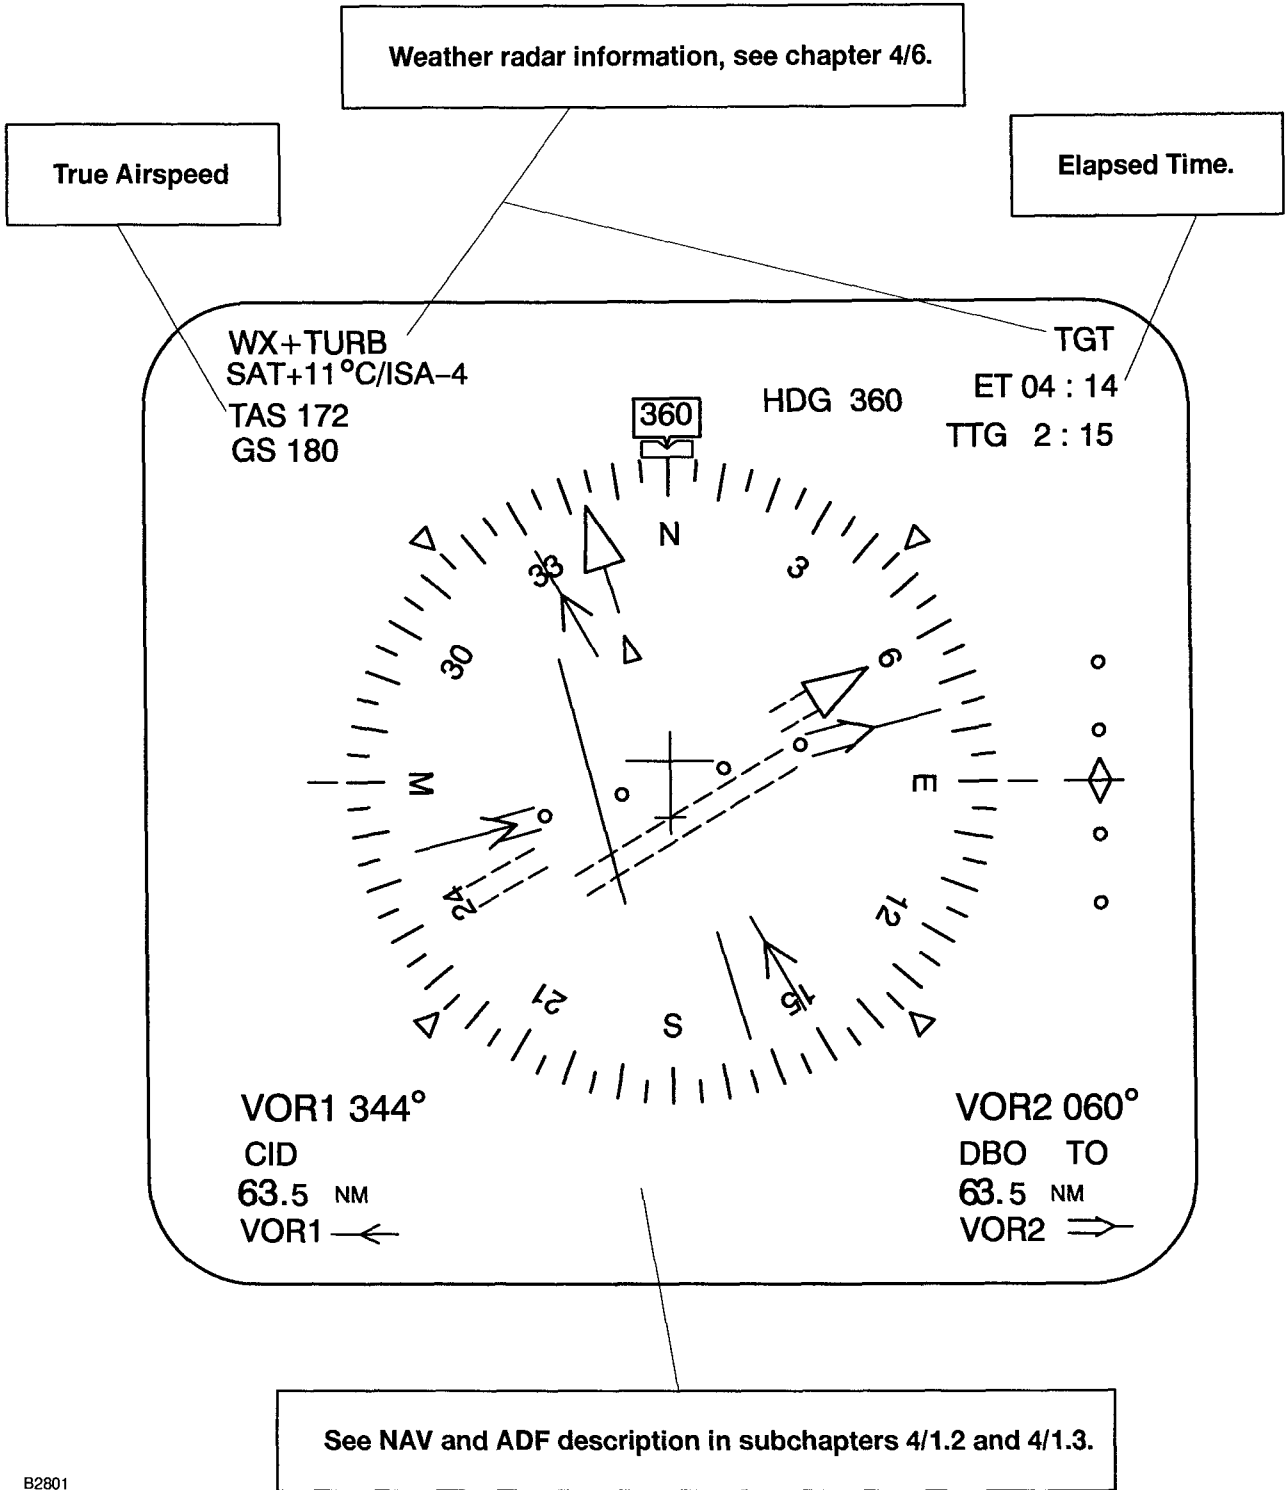 Weather radar information, see chapter 4/6.
True Airspeed
Elapsed Time.
WX+TURB
SAT+11°C/ISA–4
TAS 172
GS 180
360
HDG 360
TGT
ET 04 : 14
TTG 2 : 15
N
3
6
E
12
15
S
21
24
W
30
33
VOR1 344°
CID
63.5 NM
VOR1
VOR2 060°
DBO TO
63.5 NM
VOR2
See NAV and ADF description in subchapters 4/1.2 and 4/1.3.
B2801